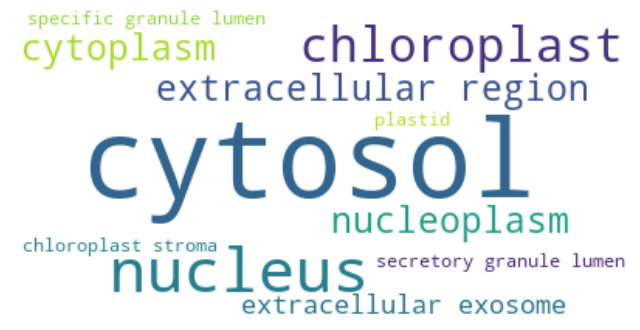 specific granule lumen
cytoplasm
chloroplast
extracellular region
plastid
cytosol
nucleoplasm
chloroplast stroma
nucleus
secretory granule lumen
extracellular exosome